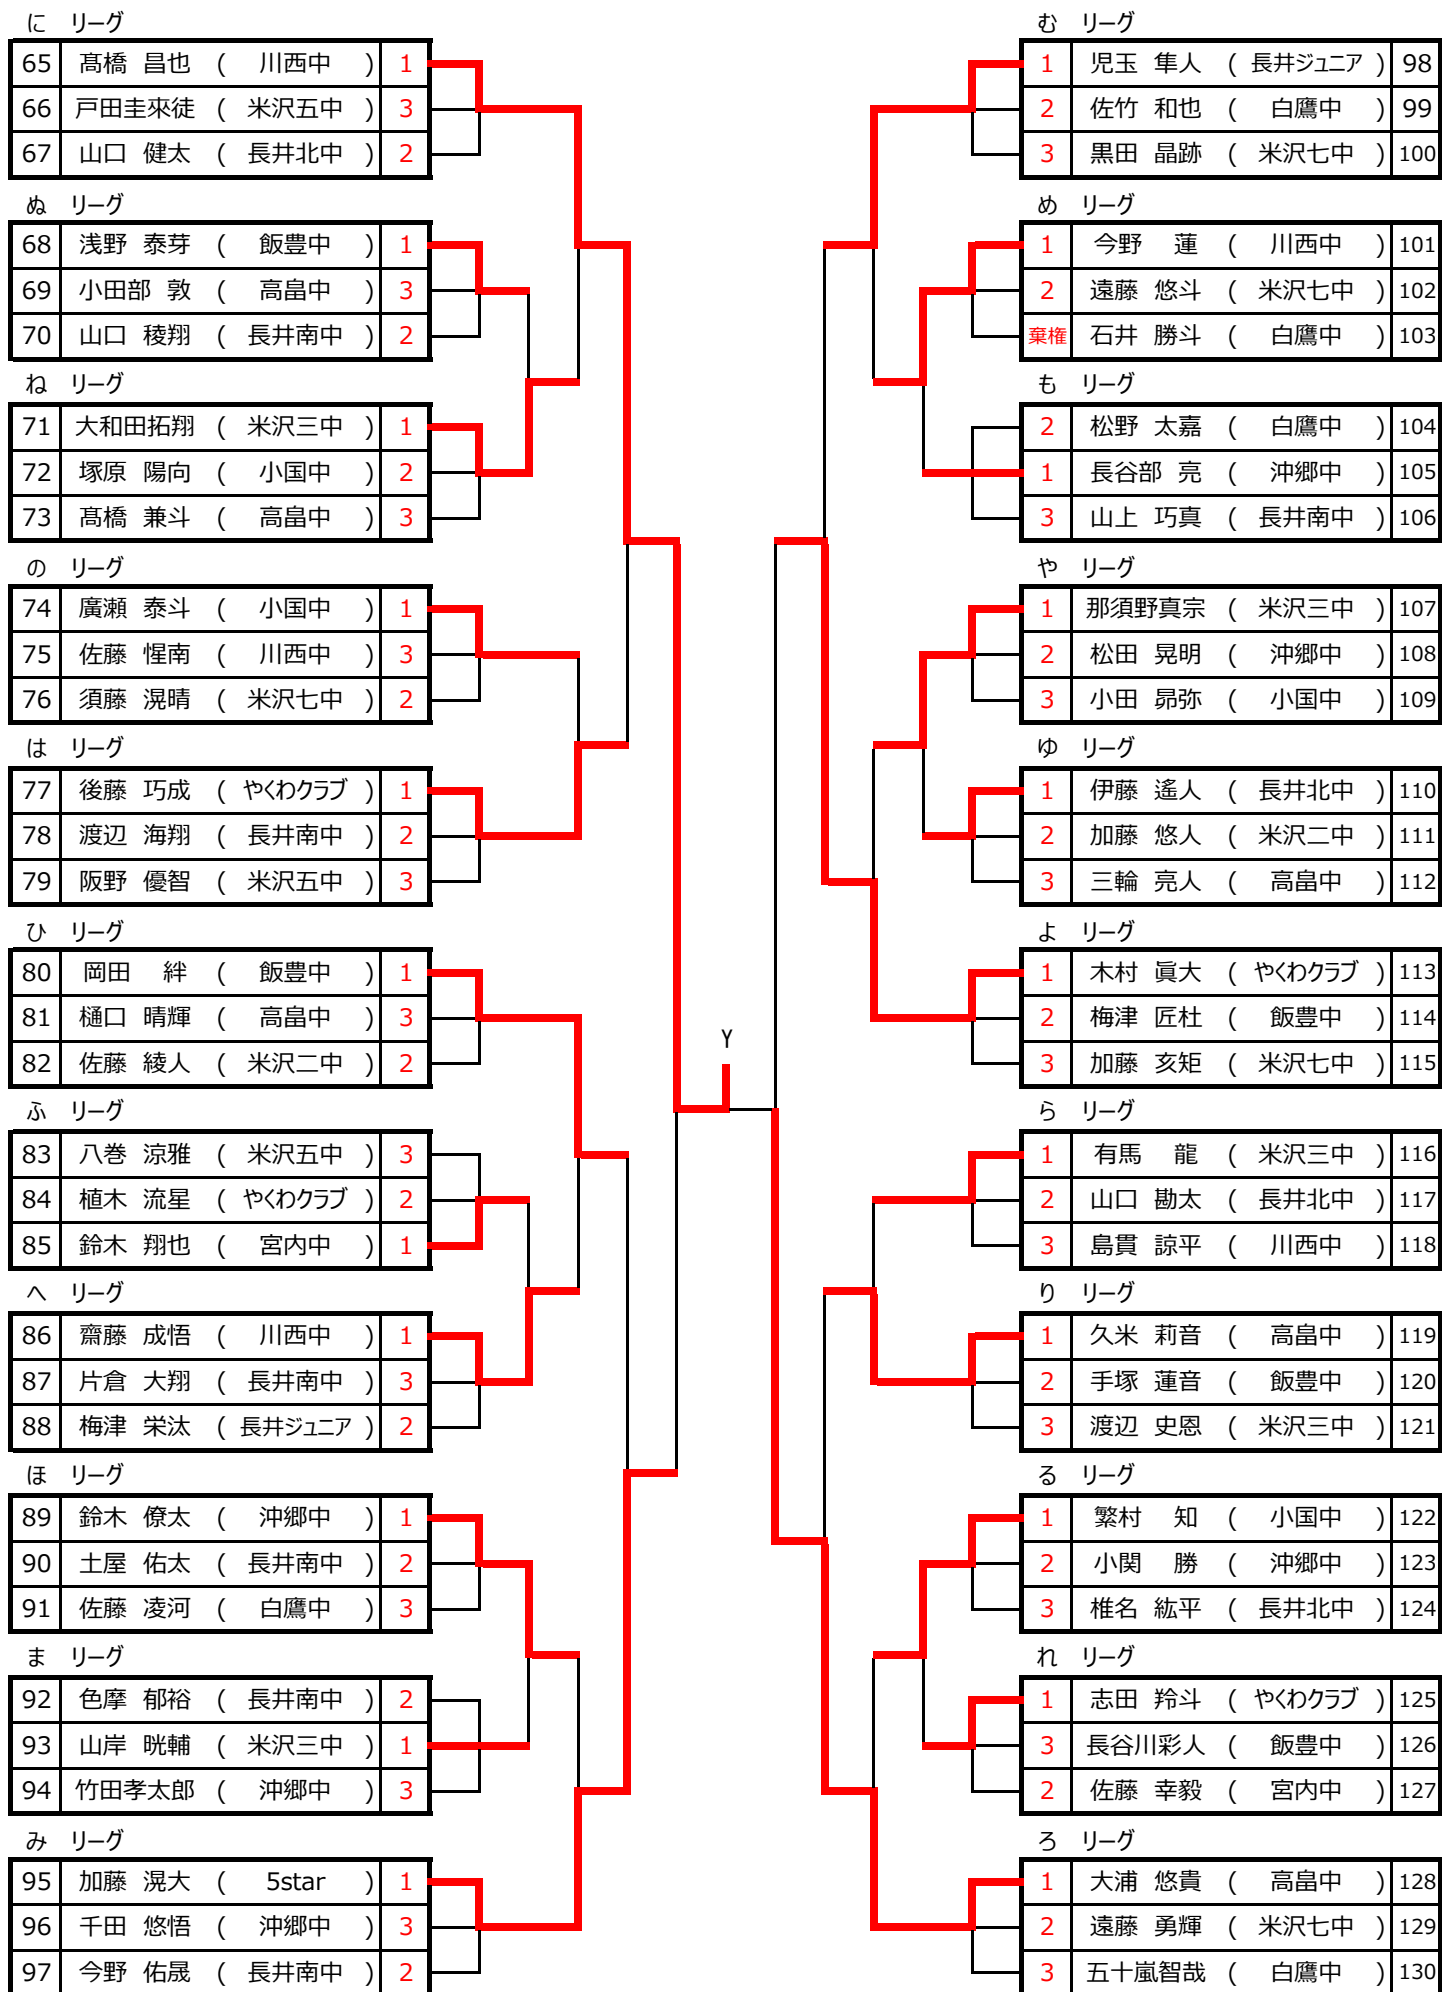 に リーグ
65 髙橋 昌也 ( 川西中 ) 1
66 戸田圭來徒 ( 米沢五中 ) 3
67 山口 健太 ( 長井北中 ) 2
ぬ リーグ
68 浅野 泰芽 ( 飯豊中 ) 1
69 小田部 敦 ( 高畠中 ) 3
70 山口 稜翔 ( 長井南中 ) 2
ね リーグ
71 大和田拓翔 ( 米沢三中 ) 1
72 塚原 陽向 ( 小国中 ) 2
73 髙橋 兼斗 ( 高畠中 ) 3
の リーグ
74 廣瀬 泰斗 ( 小国中 ) 1
75 佐藤 惺南 ( 川西中 ) 3
76 須藤 滉晴 ( 米沢七中 ) 2
は リーグ
77 後藤 巧成 ( やくわクラブ ) 1
78 渡辺 海翔 ( 長井南中 ) 2
79 阪野 優智 ( 米沢五中 ) 3
ひ リーグ
80 岡田 絆 ( 飯豊中 ) 1
81 樋口 晴輝 ( 高畠中 ) 3
82 佐藤 綾人 ( 米沢二中 ) 2
ふ リーグ
83 八巻 涼雅 ( 米沢五中 ) 3
84 植木 流星 ( やくわクラブ ) 2
85 鈴木 翔也 ( 宮内中 ) 1
へ リーグ
86 齋藤 成悟 ( 川西中 ) 1
87 片倉 大翔 ( 長井南中 ) 3
88 梅津 栄汰 ( 長井ジュニア ) 2
ほ リーグ
89 鈴木 僚太 ( 沖郷中 ) 1
90 土屋 佑太 ( 長井南中 ) 2
91 佐藤 凌河 ( 白鷹中 ) 3
ま リーグ
92 色摩 郁裕 ( 長井南中 ) 2
93 山岸 晄輔 ( 米沢三中 ) 1
94 竹田孝太郎 ( 沖郷中 ) 3
み リーグ
95 加藤 滉大 ( 5star ) 1
96 千田 悠悟 ( 沖郷中 ) 3
97 今野 佑晟 ( 長井南中 ) 2
Y
む リーグ
1 児玉 隼人 ( 長井ジュニア ) 98
2 佐竹 和也 ( 白鷹中 ) 99
3 黒田 晶跡 ( 米沢七中 ) 100
め リーグ
1 今野 蓮 ( 川西中 ) 101
2 遠藤 悠斗 ( 米沢七中 ) 102
棄権 石井 勝斗 ( 白鷹中 ) 103
も リーグ
2 松野 太嘉 ( 白鷹中 ) 104
1 長谷部 亮 ( 沖郷中 ) 105
3 山上 巧真 ( 長井南中 ) 106
や リーグ
1 那須野真宗 ( 米沢三中 ) 107
2 松田 晃明 ( 沖郷中 ) 108
3 小田 昴弥 ( 小国中 ) 109
ゆ リーグ
1 伊藤 遙人 ( 長井北中 ) 110
2 加藤 悠人 ( 米沢二中 ) 111
3 三輪 亮人 ( 高畠中 ) 112
よ リーグ
1 木村 眞大 ( やくわクラブ ) 113
2 梅津 匠杜 ( 飯豊中 ) 114
3 加藤 亥矩 ( 米沢七中 ) 115
ら リーグ
1 有馬 龍 ( 米沢三中 ) 116
2 山口 勘太 ( 長井北中 ) 117
3 島貫 諒平 ( 川西中 ) 118
り リーグ
1 久米 莉音 ( 高畠中 ) 119
2 手塚 蓮音 ( 飯豊中 ) 120
3 渡辺 史恩 ( 米沢三中 ) 121
る リーグ
1 繁村 知 ( 小国中 ) 122
2 小関 勝 ( 沖郷中 ) 123
3 椎名 紘平 ( 長井北中 ) 124
れ リーグ
1 志田 羚斗 ( やくわクラブ ) 125
3 長谷川彩人 ( 飯豊中 ) 126
2 佐藤 幸毅 ( 宮内中 ) 127
ろ リーグ
1 大浦 悠貴 ( 高畠中 ) 128
2 遠藤 勇輝 ( 米沢七中 ) 129
3 五十嵐智哉 ( 白鷹中 ) 130